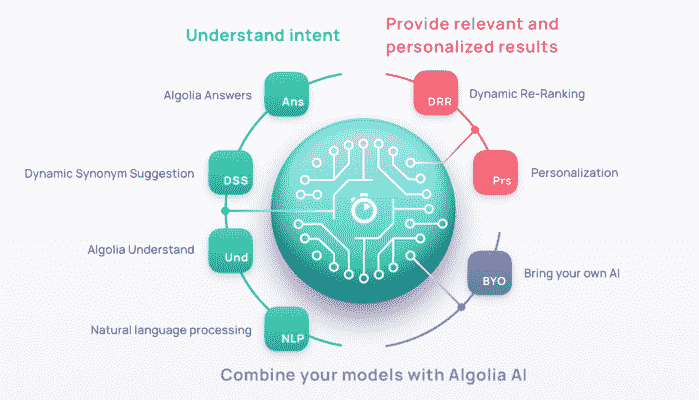 Understand intent
Provide relevant and
personalized results
Algolia Answers
Ans
DRR
Dynamic Re-Ranking
Dynamic Synonym Suggestion
DSS
Prs
Personalization
Algolia Understand
Und
BYO
Bring your own AI
Natural language processing
NLP
Combine your models with Algolia AI